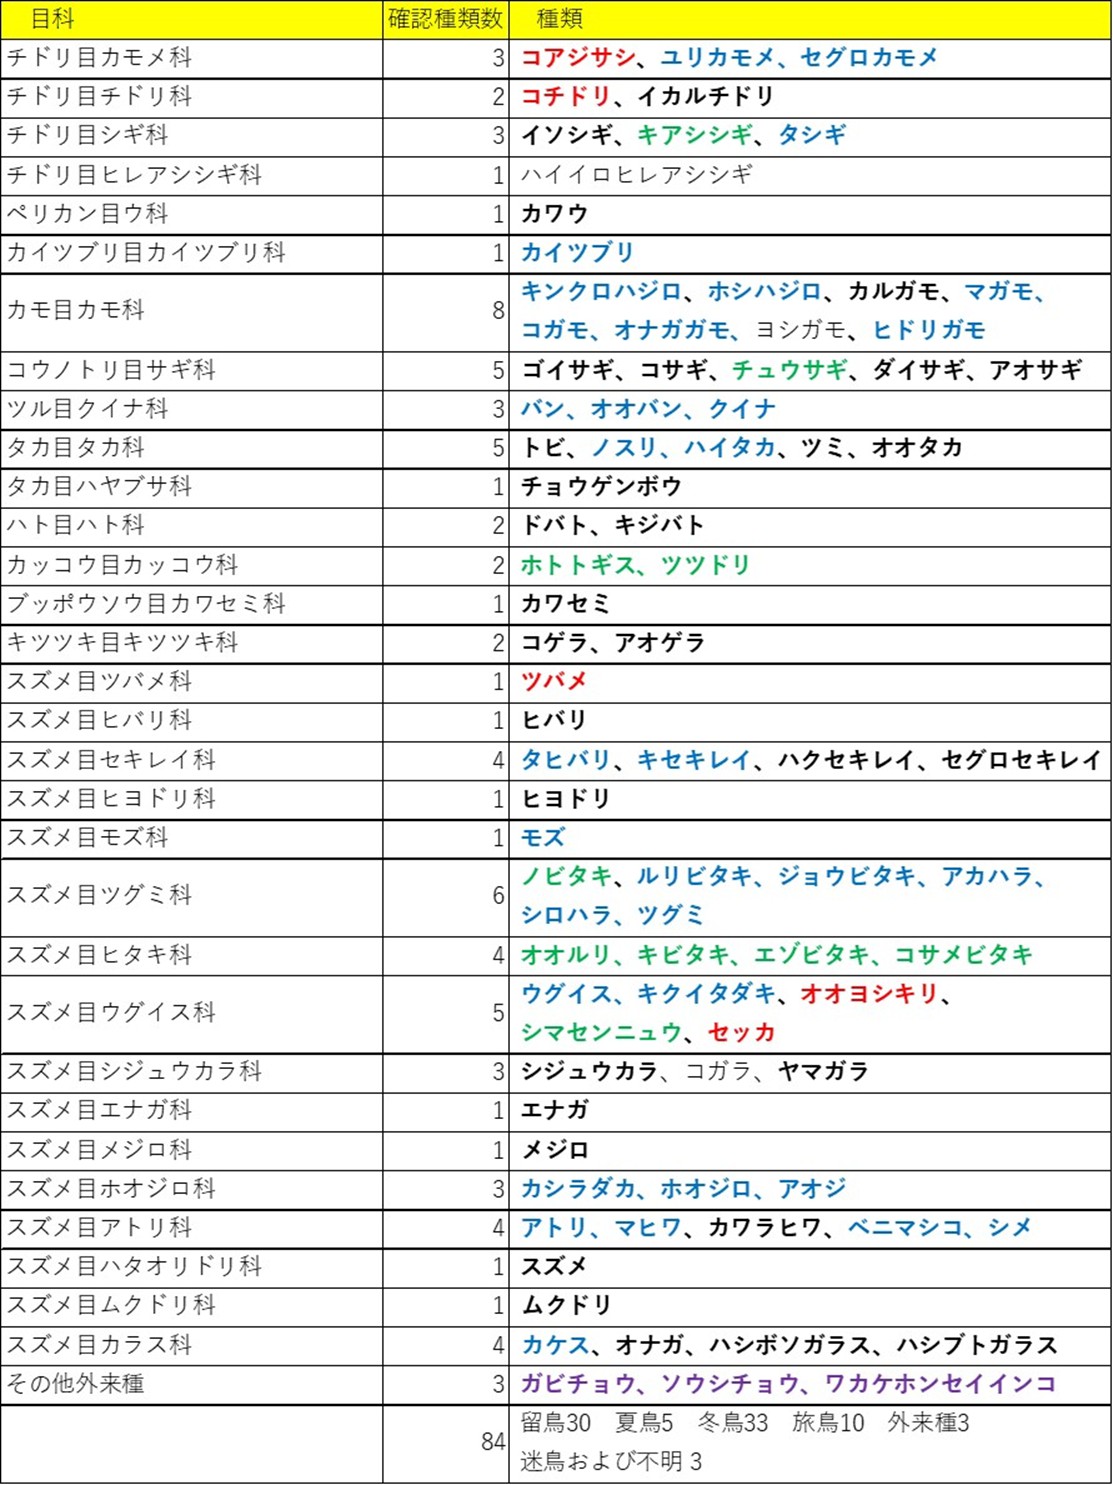 目科 確認種類数 種類
チドリ目カモメ科 3 コアジサシ、ユリカモメ、セグロカモメ
チドリ目チドリ科 2 コチドリ、イカルチドリ
チドリ目シギ科 3 イソシギ、キアシシギ、タシギ
チドリ目ヒレアシシギ科 1 ハイイロヒレアシシギ
ペリカン目ウ科 1 カワウ
カイツブリ目カイツブリ科 1 カイツブリ
カモ目カモ科 8 キンクロハジロ、ホシハジロ、カルガモ、マガモ、
コガモ、オナガガモ、ヨシガモ、ヒドリガモ
コウノトリ目サギ科 5 ゴイサギ、コサギ、チュウサギ、ダイサギ、アオサギ
ツル目クイナ科 3 バン、オオバン、クイナ
タカ目タカ科 5 トビ、ノスリ、ハイタカ、ツミ、オオタカ
タカ目ハヤブサ科 1 チョウゲンボウ
ハト目ハト科 2 ドバト、キジバト
カッコウ目カッコウ科 2 ホトトギス、ツツドリ
ブッポウソウ目カワセミ科 1 カワセミ
キツツキ目キツツキ科 2 コゲラ、アオゲラ
スズメ目ツバメ科 1 ツバメ
スズメ目ヒバリ科 1 ヒバリ
スズメ目セキレイ科 4 タヒバリ、キセキレイ、ハクセキレイ、セグロセキレイ
スズメ目ヒヨドリ科 1 ヒヨドリ
スズメ目モズ科 1 モズ
スズメ目ツグミ科 6 ノビタキ、ルリビタキ、ジョウビタキ、アカハラ、
シロハラ、ツグミ
スズメ目ヒタキ科 4 オオルリ、キビタキ、エゾビタキ、コサメビタキ
スズメ目ウグイス科 5 ウグイス、キクイタダキ、オオヨシキリ、
シマセンニュウ、セッカ
スズメ目シジュウカラ科 3 シジュウカラ、コガラ、ヤマガラ
スズメ目エナガ科 1 エナガ
スズメ目メジロ科 1 メジロ
スズメ目ホオジロ科 3 カシラダカ、ホオジロ、アオジ
スズメ目アトリ科 4 アトリ、マヒワ、カワラヒワ、ベニマシコ、シメ
スズメ目ハタオリドリ科 1 スズメ
スズメ目ムクドリ科 1 ムクドリ
スズメ目カラス科 4 カケス、オナガ、ハシボソガラス、ハシブトガラス
その他外来種 3 ガビチョウ、ソウシチョウ、ワカケホンセイインコ
84 留鳥30 夏鳥5 冬鳥33 旅鳥10 外来種3
迷鳥および不明 3